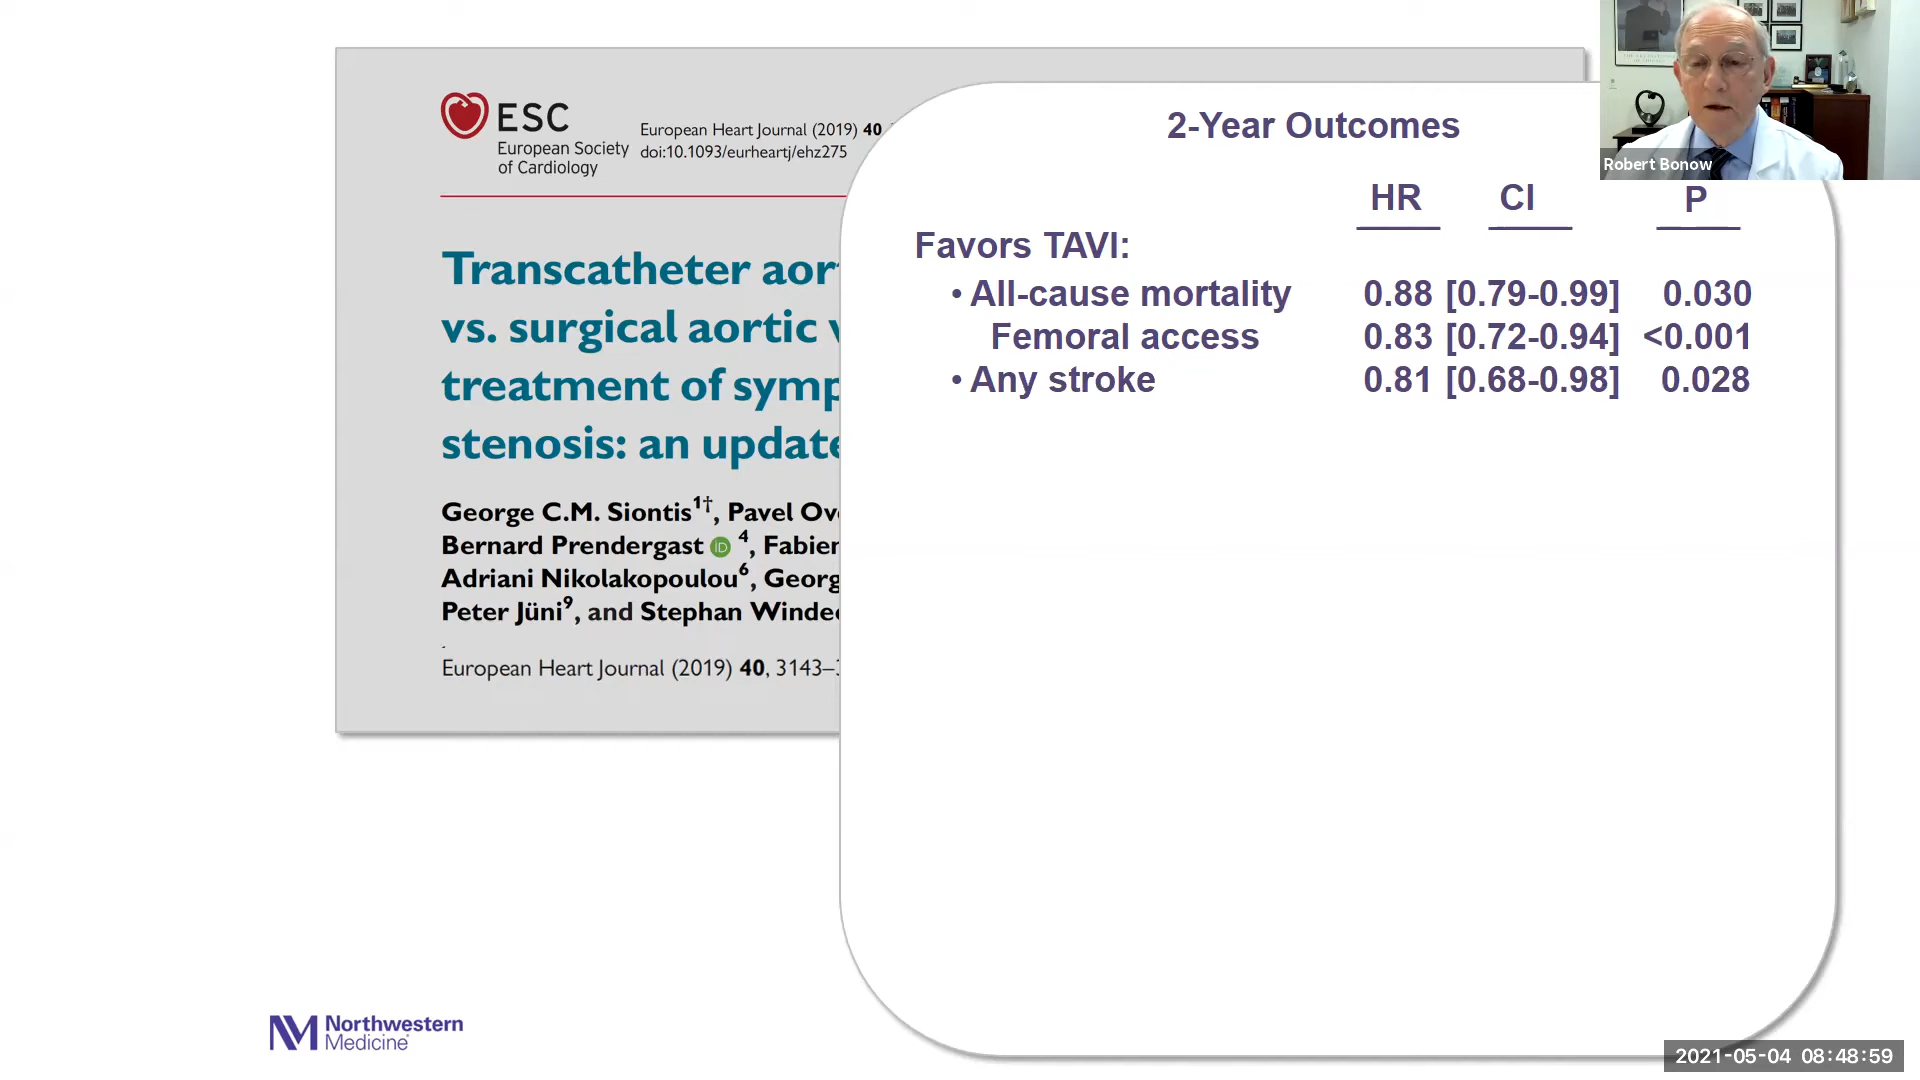 ESC
European Society
of Cardiology
European Heart Journal (2019) 40
doi:10.1093/eurheartj/ehz275
Transcatheter aor
vs. surgical aortic
treatment of symp
stenosis: an update
George C.M. Siontis1†, Pavel Ov
Bernard Prendergast iD 4, Fabien
Adriani Nikolakopoulou6, Georg
Peter Jüni9, and Stephan Windec
European Heart Journal (2019) 40, 3143–
2-Year Outcomes
HR CI P
Favors TAVI:
• All-cause mortality 0.88 [0.79-0.99] 0.030
Femoral access 0.83 [0.72-0.94] <0.001
• Any stroke 0.81 [0.68-0.98] 0.028
Robert Bonow
Northwestern
Medicine
2021-05-04 08:48:59